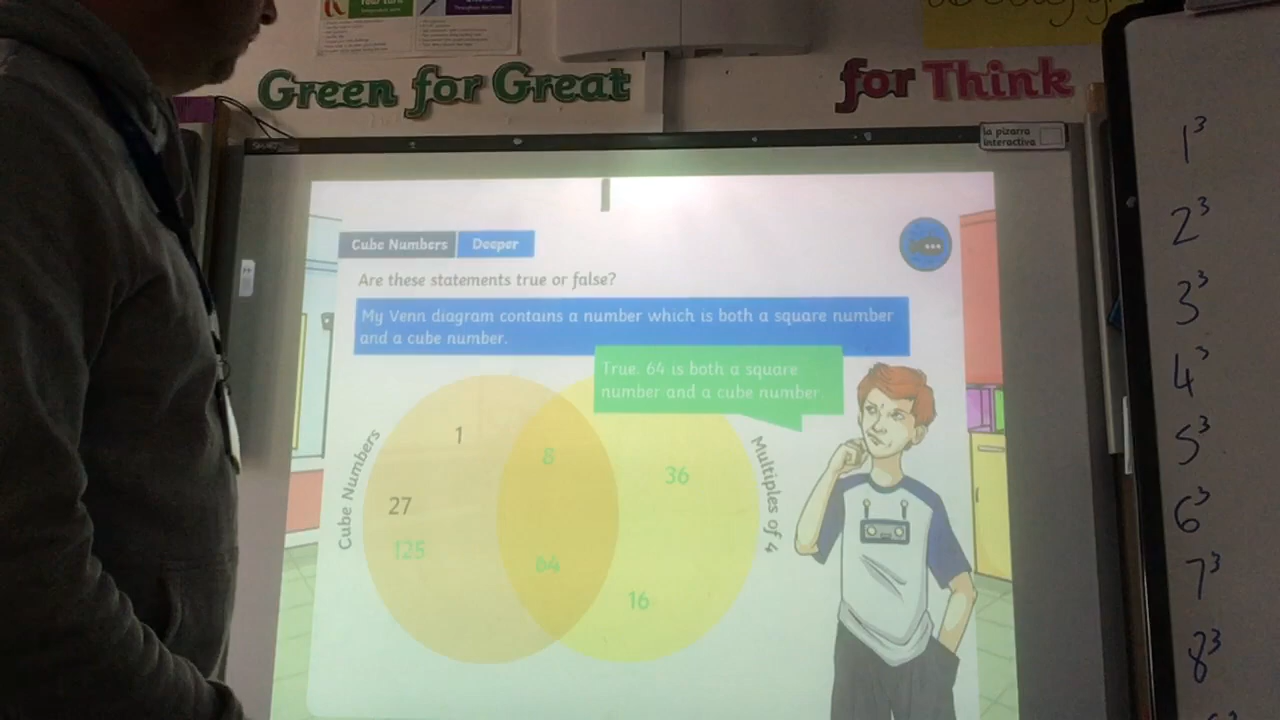 Green for Great
for Think
SMART
la pizarra
interactiva
Cube Numbers
Deeper
Are these statements true or false?
My Venn diagram contains a number which is both a square number
and a cube number.
True. 64 is both a square
number and a cube number.
Cube Numbers
1
27
125
8
64
36
16
Multiples of 4
1³
2³
3³
4³
5³
6³
7³
8³